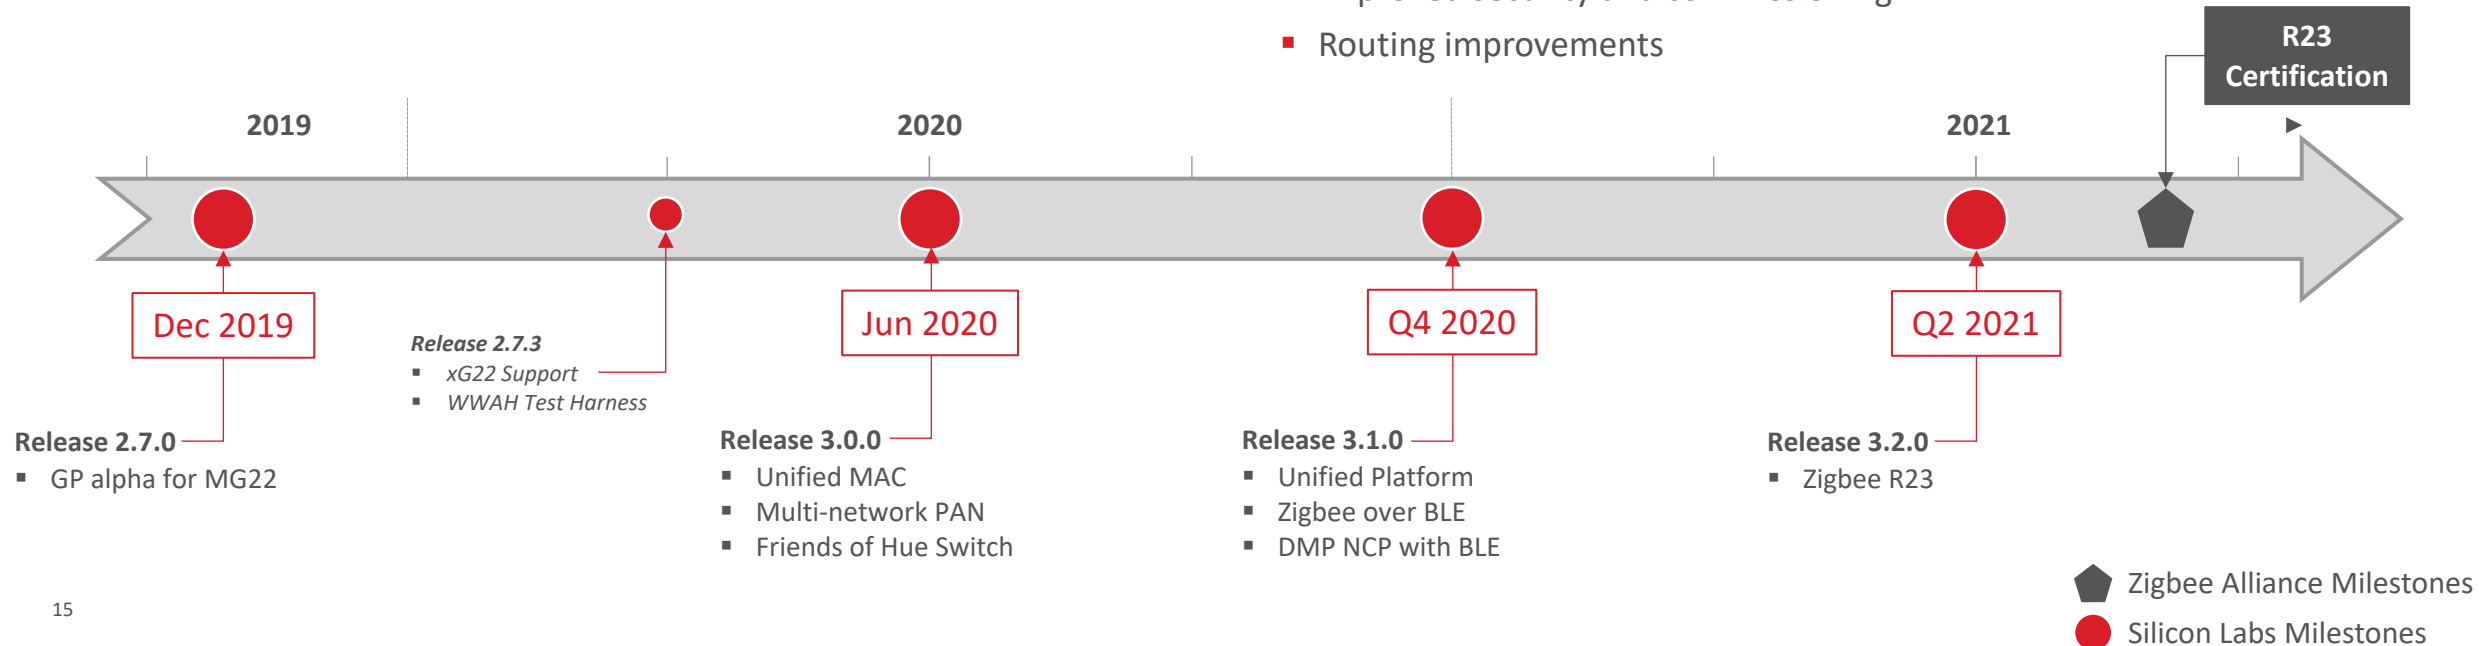 Routing improvements
R23
Certification
2019
2020
2021
Dec 2019
Jun 2020
Q4 2020
Q2 2021
Release 2.7.3
xG22 Support
WWAH Test Harness
Release 2.7.0
GP alpha for MG22
Release 3.0.0
Unified MAC
Multi-network PAN
Friends of Hue Switch
Release 3.1.0
Unified Platform
Zigbee over BLE
DMP NCP with BLE
Release 3.2.0
Zigbee R23
Zigbee Alliance Milestones
Silicon Labs Milestones
15